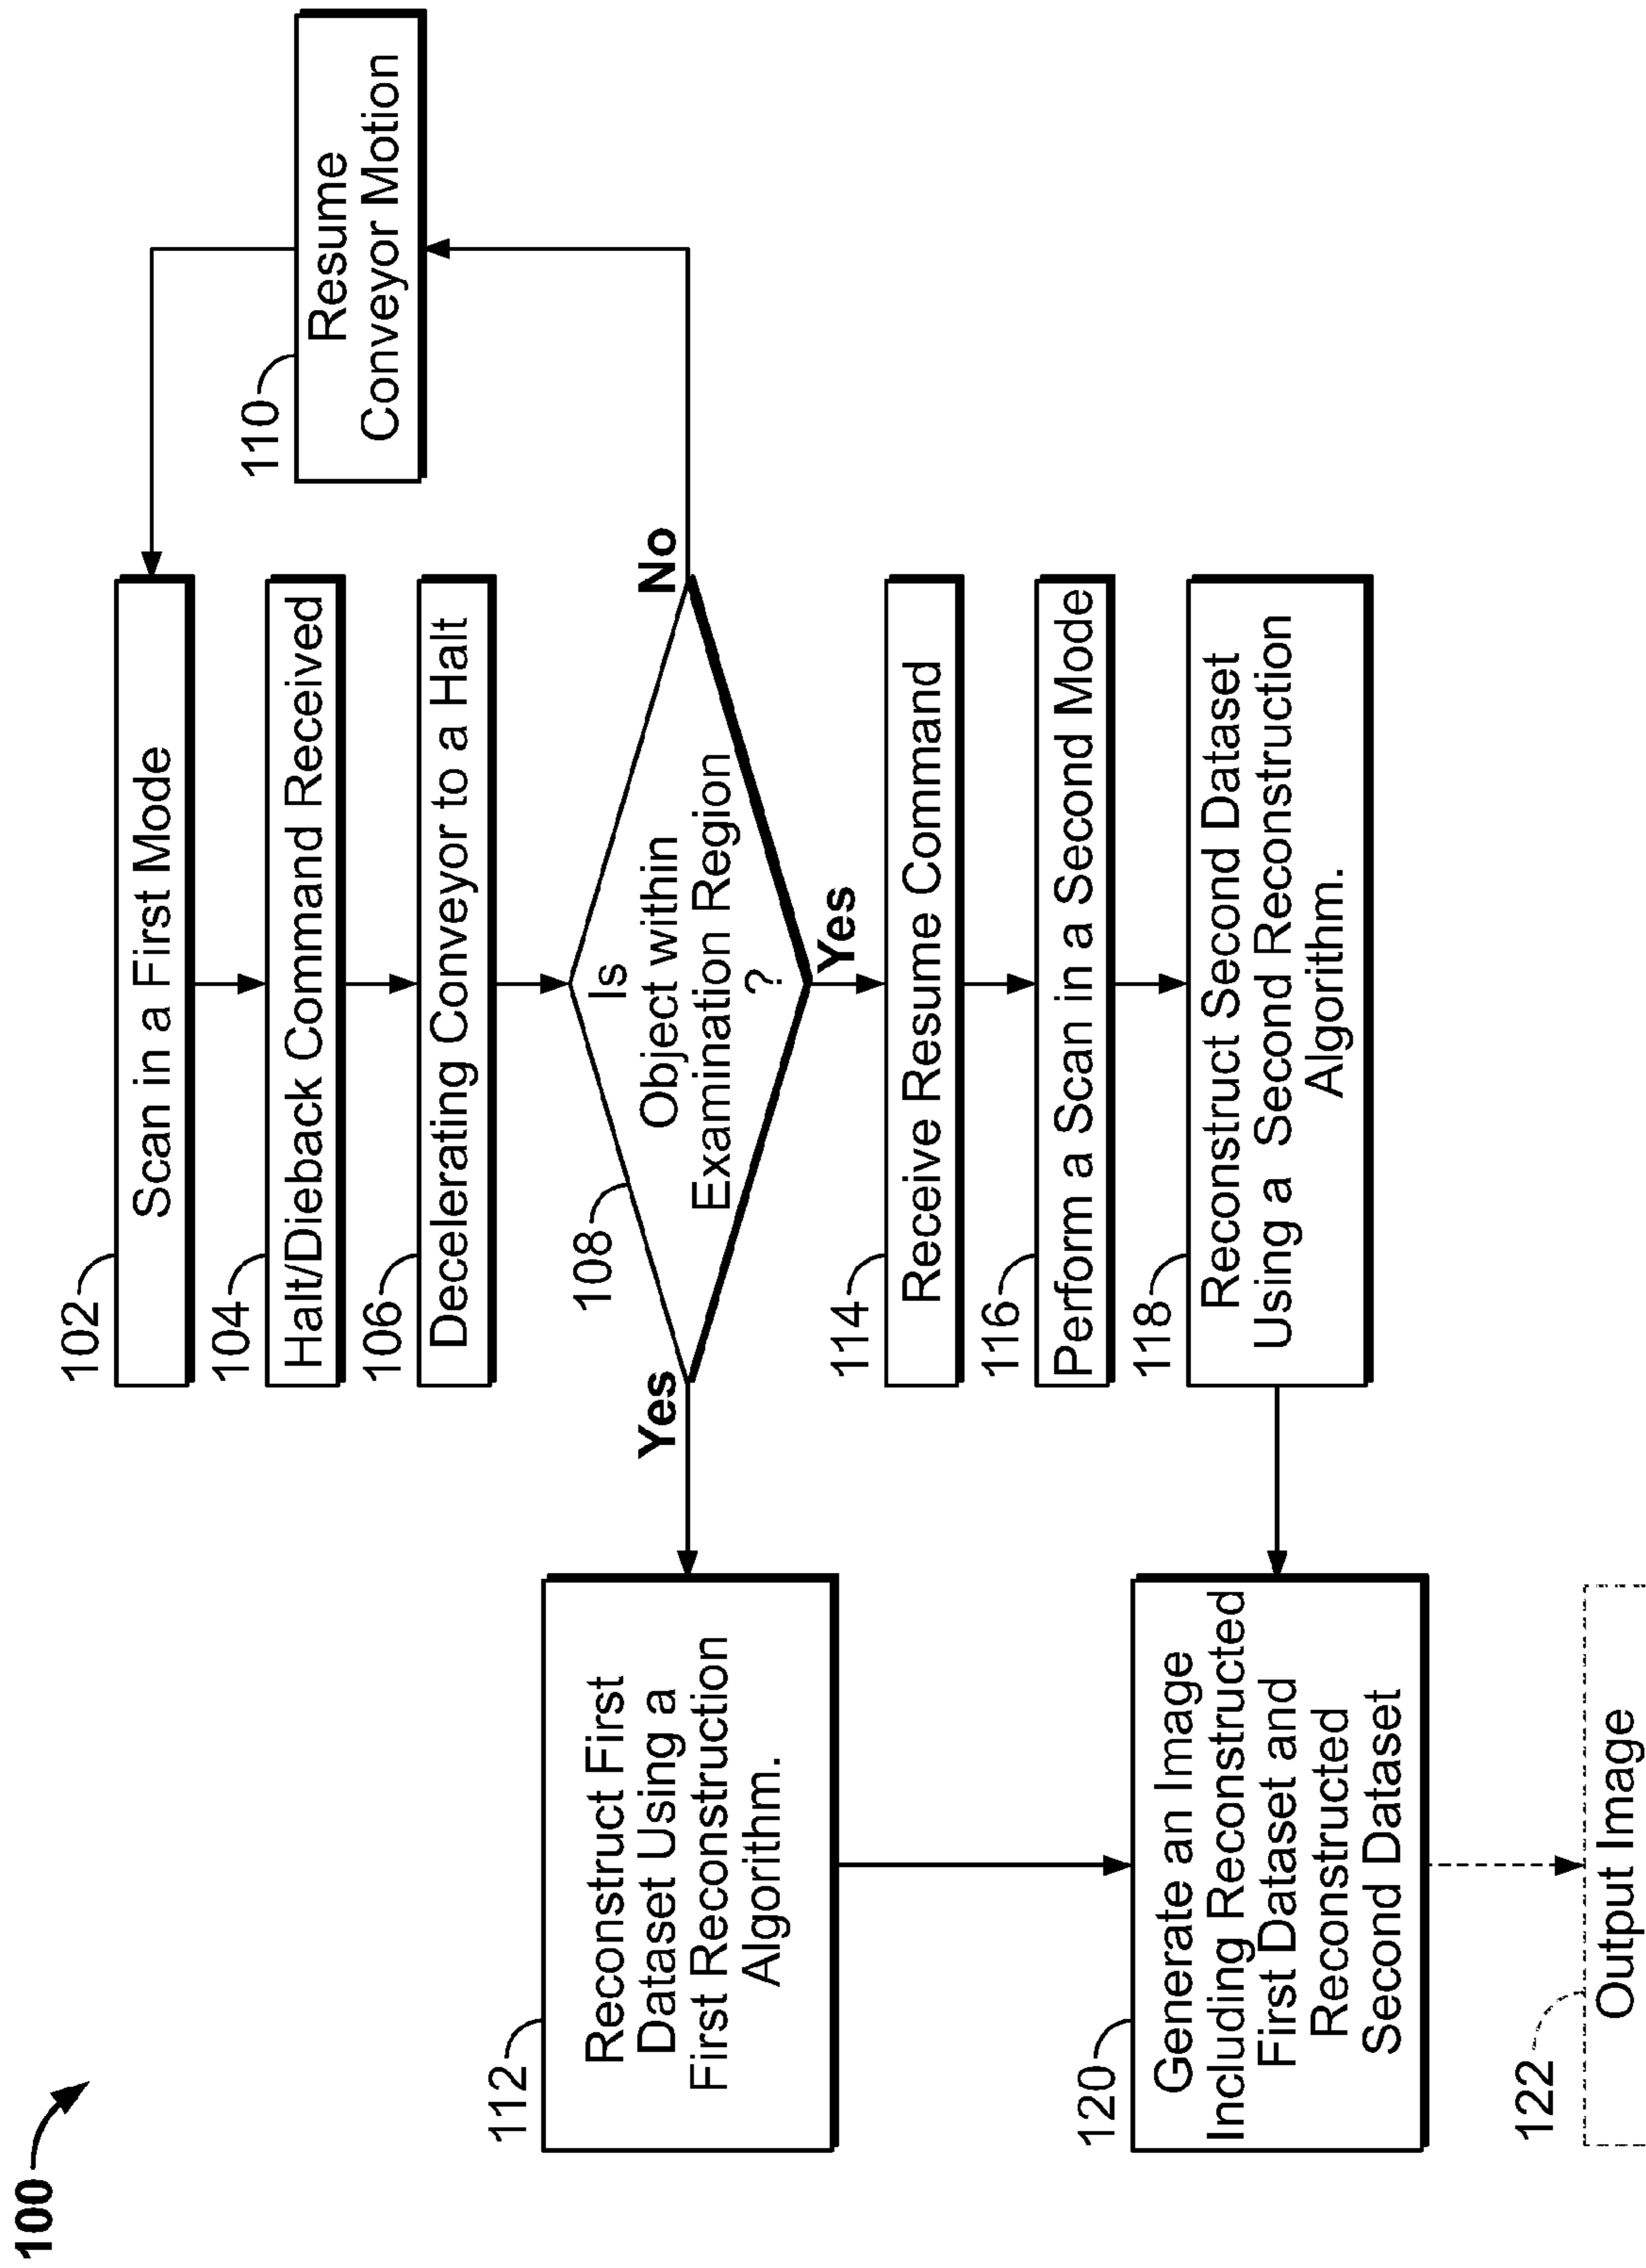 100
102
Scan in a First Mode
104
Halt/Dieback Command Received
106
Decelerating Conveyor to a Halt
108
Is
Object within
Examination Region
?
No
110
Resume
Conveyor Motion
Yes
112
Reconstruct First
Dataset Using a
First Reconstruction
Algorithm.
Yes
114
Receive Resume Command
116
Perform a Scan in a Second Mode
118
Reconstruct Second Dataset
Using a Second Reconstruction
Algorithm.
120
Generate an Image
Including Reconstructed
First Dataset and
Reconstructed
Second Dataset
122
Output Image